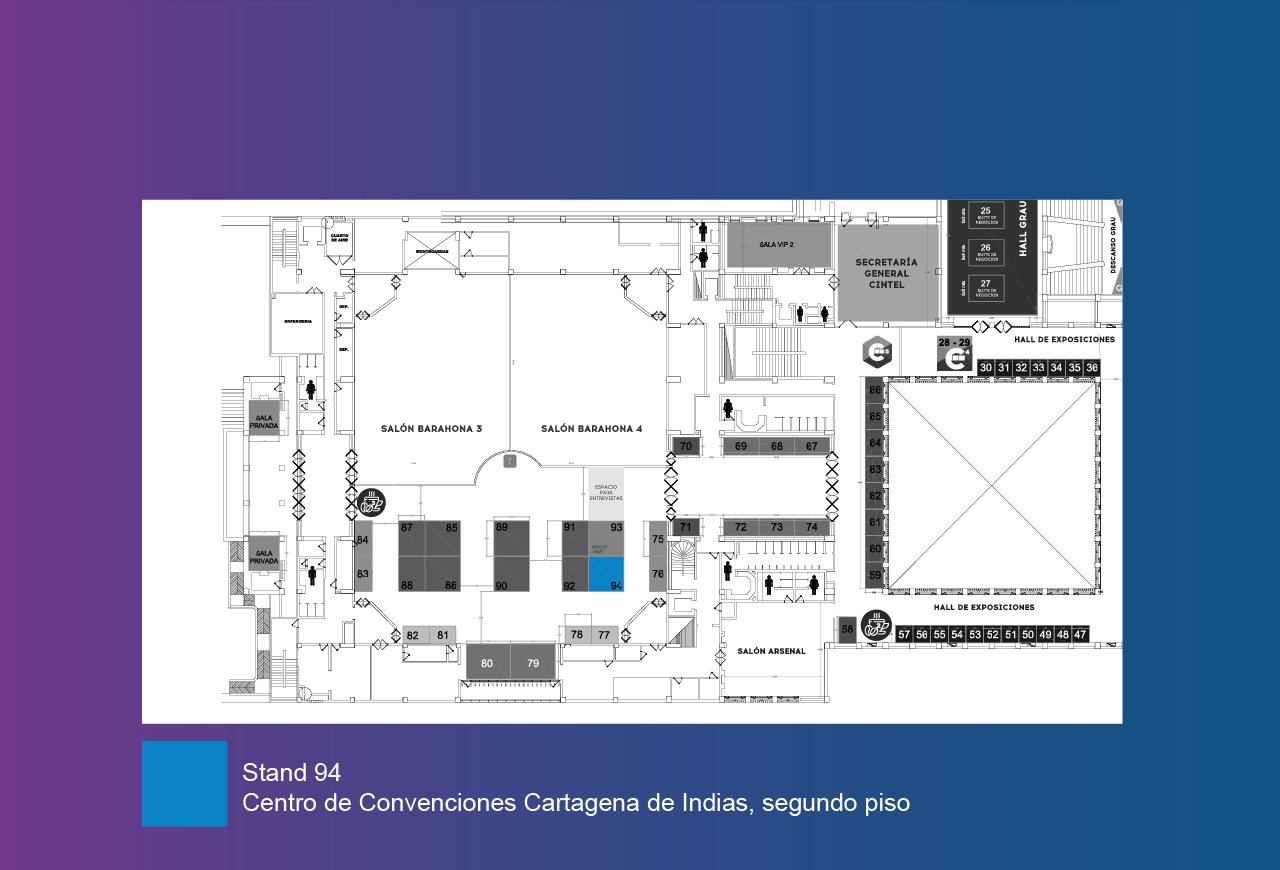 CUARTO
DE AIRE
MONTACARGAS
SALA VIP 2
SECRETARÍA
GENERAL
CINTEL
25
SUITE DE
NEGOCIOS
26
SUITE DE
NEGOCIOS
27
SUITE DE
NEGOCIOS
HALL GRAU
DESCANSO GRAU
ENFERMERIA
DEP.
DEP.
28 - 29
HALL DE EXPOSICIONES
30 31 32 33 34 35 36
SALA
PRIVADA
SALÓN BARAHONA 3
SALÓN BARAHONA 4
70 69 68 67
66
65
64
63
62
61
60
59
ESPACIO
PARA
ENTREVISTAS
84 87 85 89 91 93 75
71 72 73 74
SALA
PRIVADA
83 88 86 90 92 94 76
82 81 78 77
80 79
HALL DE EXPOSICIONES
58 57 56 55 54 53 52 51 50 49 48 47
SALÓN ARSENAL
Stand 94
Centro de Convenciones Cartagena de Indias, segundo piso